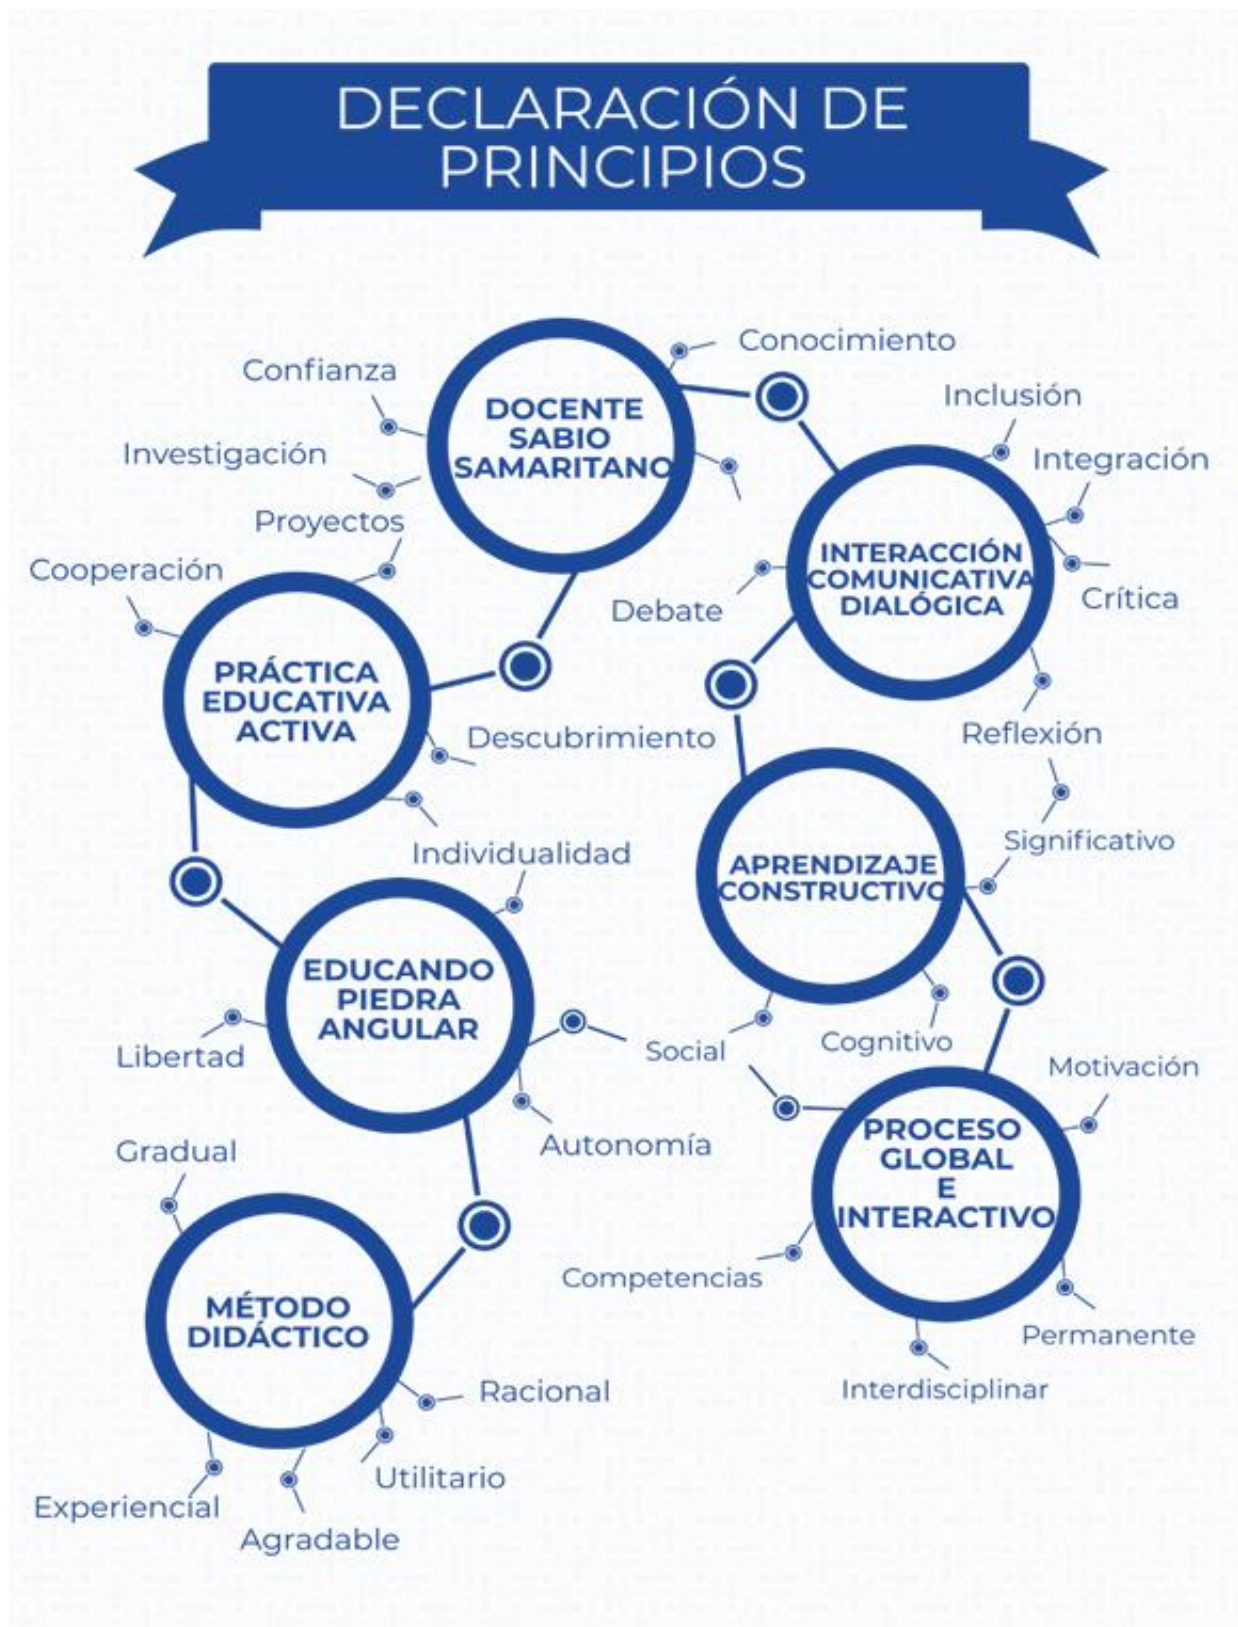 DECLARACIÓN DE
PRINCIPIOS
Conocimiento
Confianza
Inclusión
DOCENTE
SABIO
SAMARITANO
Investigación
Integración
Proyectos
INTERACCIÓN
COMUNICATIVA
DIALÓGICA
Cooperación
Debate
Crítica
PRÁCTICA
EDUCATIVA
ACTIVA
Descubrimiento
Reflexión
Individualidad
Significativo
APRENDIZAJE
CONSTRUCTIVO
EDUCANDO
PIEDRA
ANGULAR
Libertad
Social
Cognitivo
Motivación
Autonomía
Gradual
PROCESO
GLOBAL
E
INTERACTIVO
Competencias
MÉTODO
DIDÁCTICO
Permanente
Racional
Interdisciplinar
Utilitario
Experiencial
Agradable